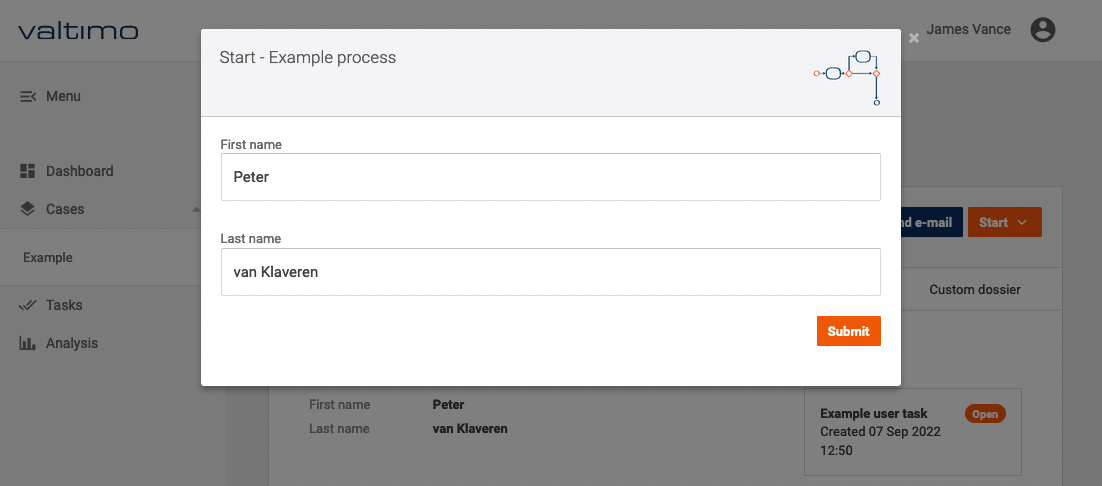 valtimo
James Vance
Start - Example process
Menu
First name
Peter
Dashboard
Cases
nd e-mail
Start
Last name
Example
van Klaveren
Custom dossier
Tasks
Submit
Analysis
First name Peter
Last name van Klaveren
Example user task Open
Created 07 Sep 2022
12:50